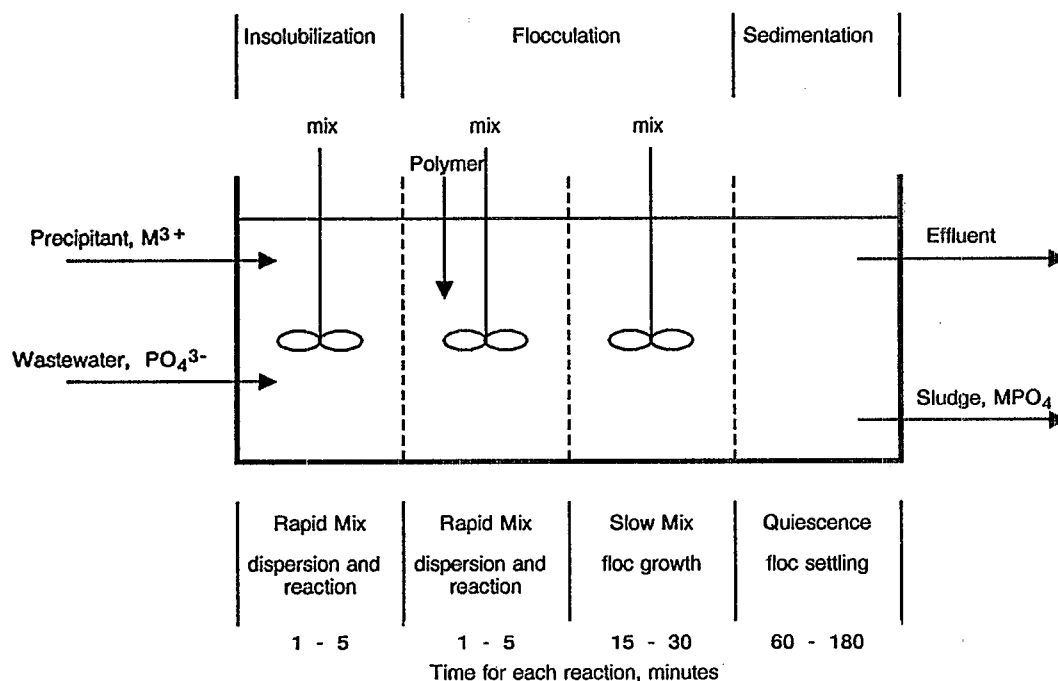 Insolubilization Flocculation Sedimentation
mix mix mix
Polymer
Precipitant, M3+
Effluent
Wastewater, PO43-
Sludge, MPO4
Rapid Mix Rapid Mix Slow Mix Quiescence
dispersion and dispersion and floc growth floc settling
reaction reaction
1 - 5 1 - 5 15 - 30 60 - 180
Time for each reaction, minutes